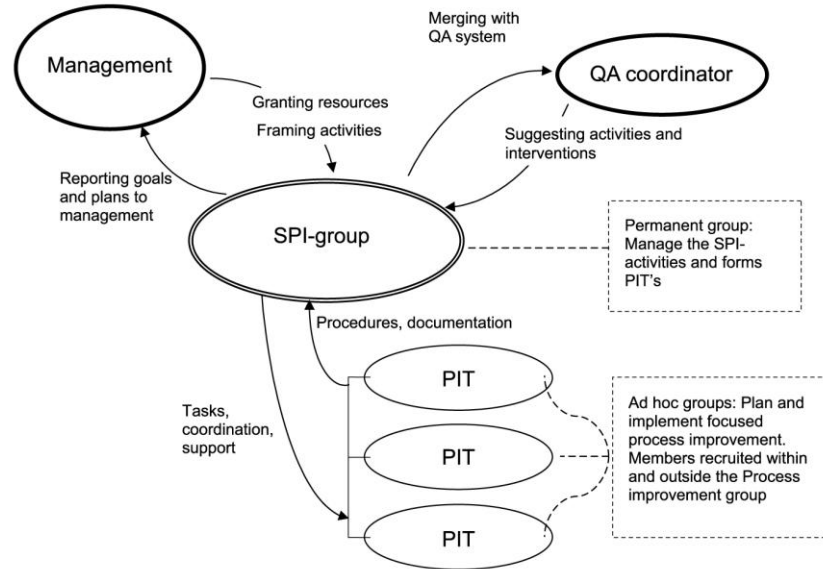 Merging with
QA system
Management
QA coordinator
Granting resources
Framing activities
Suggesting activities and
interventions
Reporting goals
and plans to
management
SPI-group
Permanent group:
Manage the SPI-
activities and forms
PIT's
Procedures, documentation
PIT
Tasks,
coordination,
support
PIT
PIT
Ad hoc groups: Plan and
implement focused
process improvement.
Members recruited within
and outside the Process
improvement group